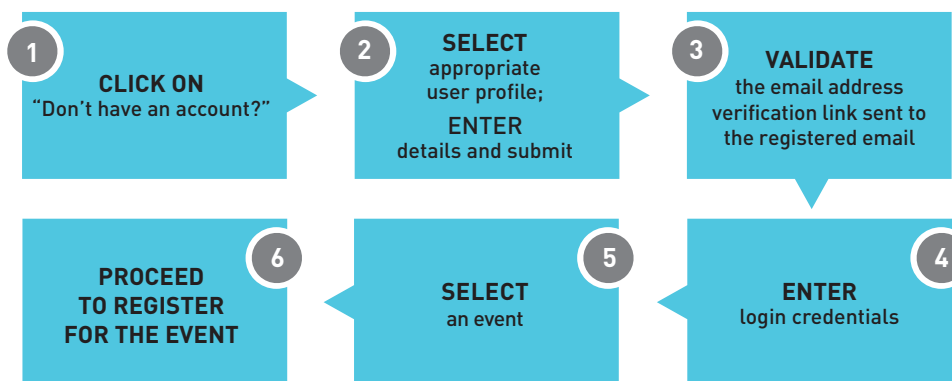 1
CLICK ON
“Don’t have an account?”
2
SELECT
appropriate
user profile;
ENTER
details and submit
3
VALIDATE
the email address
verification link sent to
the registered email
4
ENTER
login credentials
5
SELECT
an event
6
PROCEED
TO REGISTER
FOR THE EVENT